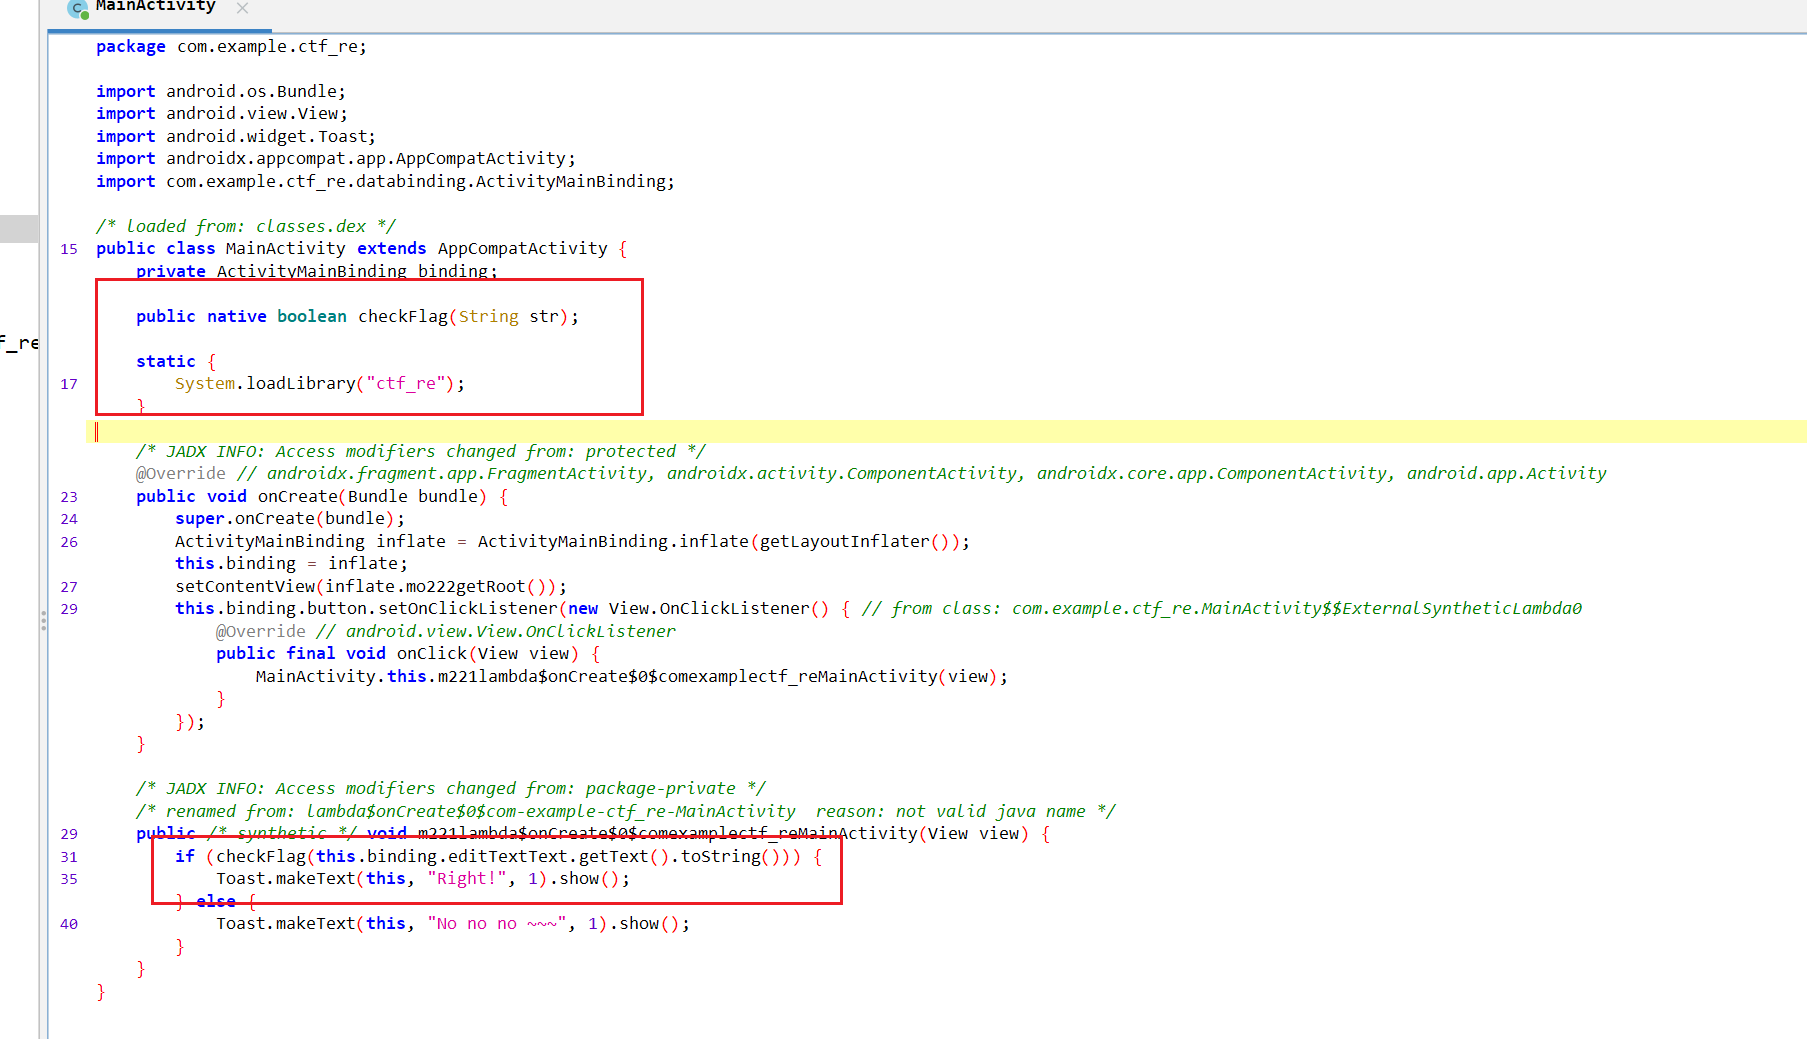 MainActivity
package com.example.ctf_re;
import android.os.Bundle;
import android.view.View;
import android.widget.Toast;
import androidx.appcompat.app.AppCompatActivity;
import com.example.ctf_re.databinding.ActivityMainBinding;
/* loaded from: classes.dex */
15 public class MainActivity extends AppCompatActivity {
private ActivityMainBinding binding;
public native boolean checkFlag(String str);
f_re
static {
17 System.loadLibrary("ctf_re");
}
/* JADX INFO: Access modifiers changed from: protected */
@Override // androidx.fragment.app.FragmentActivity, androidx.activity.ComponentActivity, androidx.core.app.ComponentActivity, android.app.Activity
23 public void onCreate(Bundle bundle) {
24 super.onCreate(bundle);
26 ActivityMainBinding inflate = ActivityMainBinding.inflate(getLayoutInflater());
this.binding = inflate;
27 setContentView(inflate.mo222getRoot());
29 this.binding.button.setOnClickListener(new View.OnClickListener() { // from class: com.example.ctf_re.MainActivity$$ExternalSyntheticLambda0
@Override // android.view.View.OnClickListener
public final void onClick(View view) {
MainActivity.this.m221lambda$onCreate$0$comexamplectf_reMainActivity(view);
}
});
}
/* JADX INFO: Access modifiers changed from: package-private */
/* renamed from: lambda$onCreate$0$com-example-ctf_re-MainActivity  reason: not valid java name */
29 public /* synthetic */ void m221lambda$onCreate$0$comexamplectf_reMainActivity(View view) {
31 if (checkFlag(this.binding.editTextText.getText().toString())) {
35 Toast.makeText(this, "Right!", 1).show();
} else {
40 Toast.makeText(this, "No no no ~~~", 1).show();
}
}
}